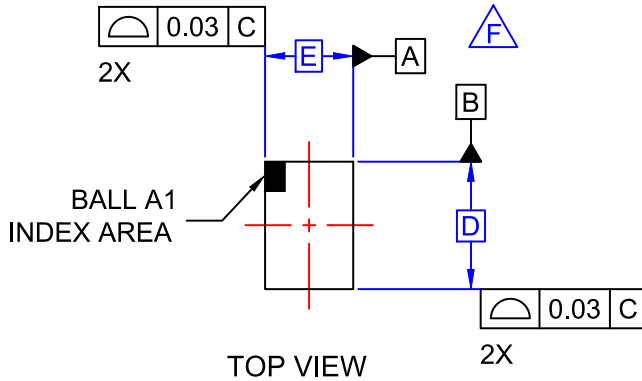 0.03 C
2X
E
A
F
B
BALL A1
INDEX AREA
D
0.03 C
2X
TOP VIEW